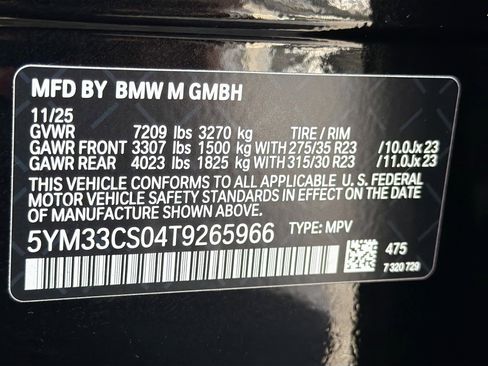 MFD BY BMW M GMBH
11/25
GVWR 7209 lbs 3270 kg TIRE / RIM
GAWR FRONT 3307 lbs 1500 kg WITH 275/35 R23 /10.0Jx23
GAWR REAR 4023 lbs 1825 kg WITH 315/30 R23 /11.0Jx23
THIS VEHICLE CONFORMS TO ALL APPLICABLE U. S. FEDERAL
MOTOR VEHICLE SAFETY STANDARDS IN EFFECT ON THE
DATE OF MANUFACTURE SHOWN ABOVE.
5YM33CS04T9265966 TYPE: MPV
475
7 320 729